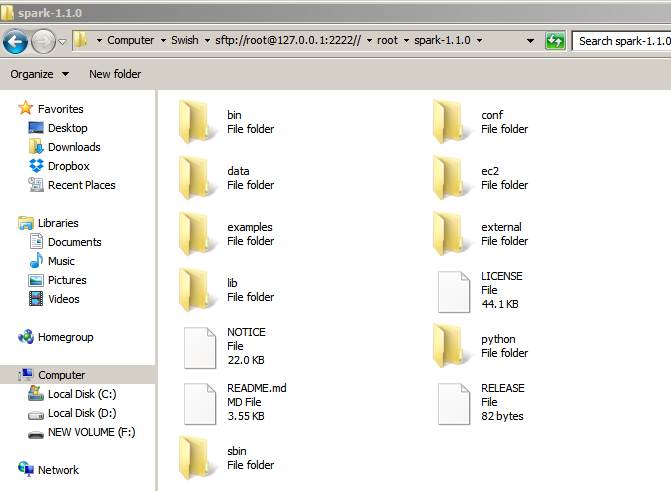 spark-1.1.0
Computer Swish sftp://root@127.0.0.1:2222// root spark-1.1.0
Search spark-1.1.0
Organize New folder
Favorites
Desktop
Downloads
Dropbox
Recent Places
Libraries
Documents
Music
Pictures
Videos
Homegroup
Computer
Local Disk (C:)
Local Disk (D:)
NEW VOLUME (F:)
Network
bin
File folder
conf
File folder
data
File folder
ec2
File folder
examples
File folder
external
File folder
lib
File folder
LICENSE
File
44.1 KB
NOTICE
File
22.0 KB
python
File folder
README.md
MD File
3.55 KB
RELEASE
File
82 bytes
sbin
File folder